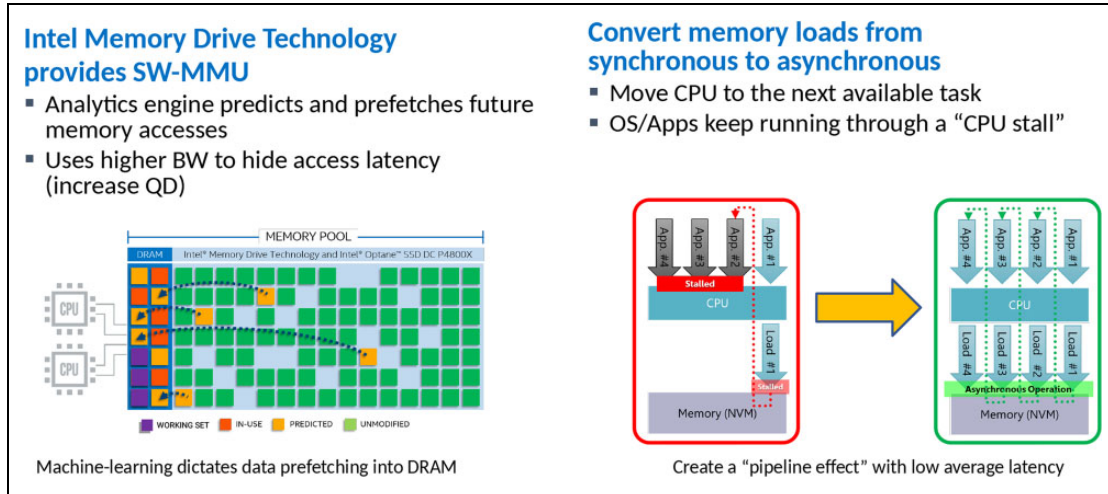 Intel Memory Drive Technology
provides SW-MMU
▪ Analytics engine predicts and prefetches future
memory accesses
▪ Uses higher BW to hide access latency
(increase QD)
MEMORY POOL
DRAM
Intel® Memory Drive Technology and Intel® Optane™ SSD DC P4800X
CPU
CPU
WORKING SET
IN-USE
PREDICTED
UNMODIFIED
Machine-learning dictates data prefetching into DRAM
Convert memory loads from
synchronous to asynchronous
▪ Move CPU to the next available task
▪ OS/Apps keep running through a “CPU stall”
App. #4
App. #3
App. #2
App. #1
Stalled
CPU
Load #1
Stalled
Memory (NVM)
App. #4
App. #3
App. #2
App. #1
CPU
Load #4
Load #3
Load #2
Load #1
Asynchronous Operation
Memory (NVM)
Create a “pipeline effect” with low average latency